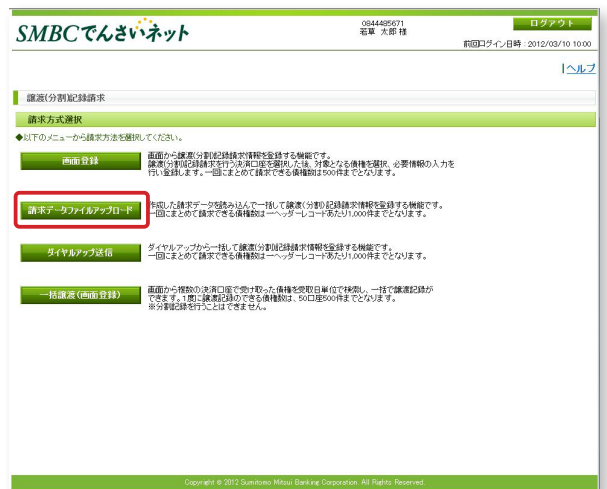 SMBCでんさいネット
0844485671
若草 太郎 様
ログアウト
前回ログイン日時：2012/03/10 10:00
|ヘルプ
譲渡(分割)記録請求
請求方式選択
◆以下のメニューから請求方法を選択してください。
画面登録
画面から譲渡(分割)記録請求情報を登録する機能です。
譲渡(分割)記録請求を行う決済口座を選択した後、対象となる債権を選択、必要情報の入力を
行い登録します。一回にまとめて請求できる債権数は500件までとなります。
請求データファイルアップロード
作成した請求データを読み込んで一括して譲渡(分割)記録請求情報を登録する機能です。
一回にまとめて請求できる債権数は一ヘッダーレコードあたり1,000件までとなります。
ダイヤルアップ送信
ダイヤルアップから一括して譲渡(分割)記録請求情報を登録する機能です。
一回にまとめて請求できる債権数は一ヘッダーレコードあたり1,000件までとなります。
一括譲渡(画面登録)
画面から複数の決済口座で受け取った債権を受取日単位で検索し、一括で譲渡記録が
できます。1度に譲渡記録のできる債権数は、50口座500件までとなります。
※分割記録を行うことはできません。
Copyright © 2012 Sumitomo Mitsui Banking Corporation. All Rights Reserved.